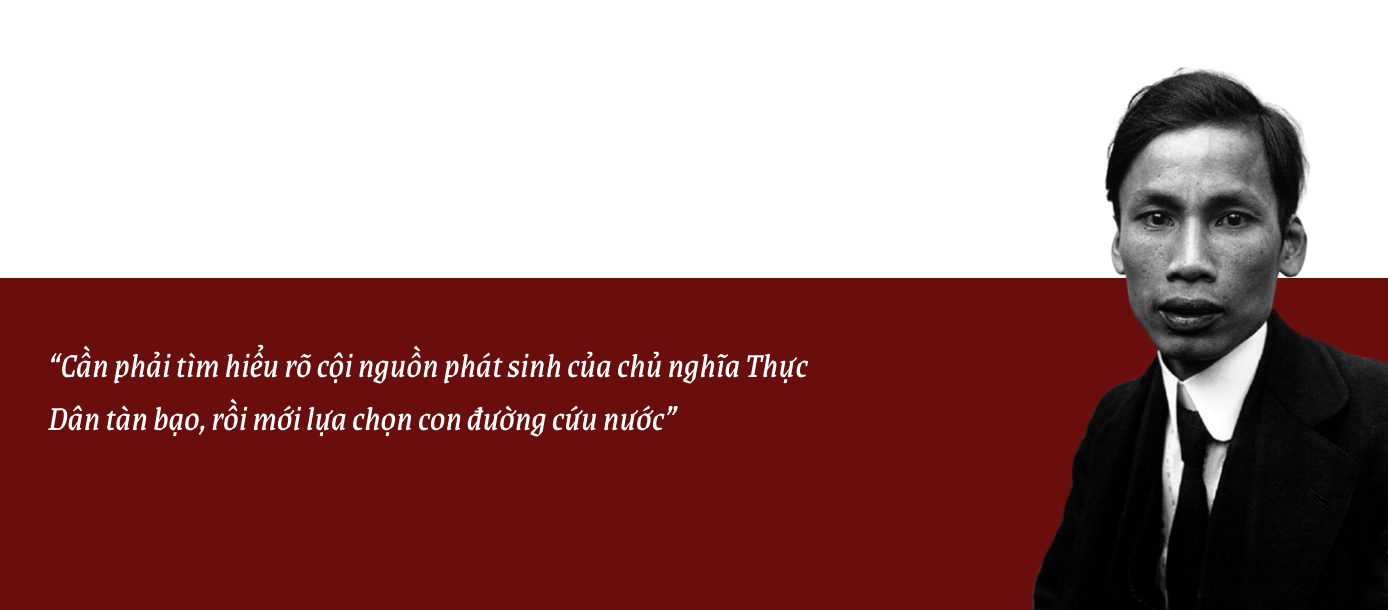 “Cần phải tìm hiểu rõ cội nguồn phát sinh của chủ nghĩa Thực
Dân tàn bạo, rồi mới lựa chọn con đường cứu nước”